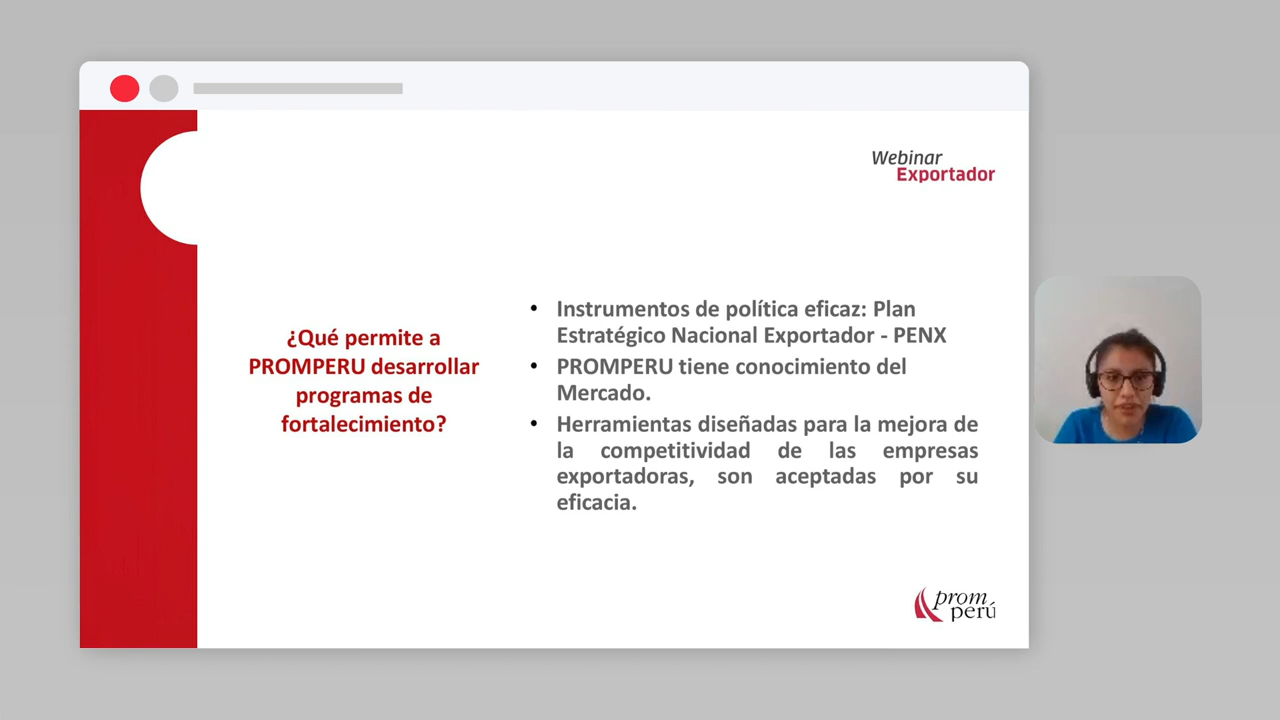 Webinar
Exportador
¿Qué permite a
PROMPERU desarrollar
programas de
fortalecimiento?
• Instrumentos de política eficaz: Plan
Estratégico Nacional Exportador - PENX
• PROMPERU tiene conocimiento del
Mercado.
• Herramientas diseñadas para la mejora de
la competitividad de las empresas
exportadoras, son aceptadas por su
eficacia.
prom
perú